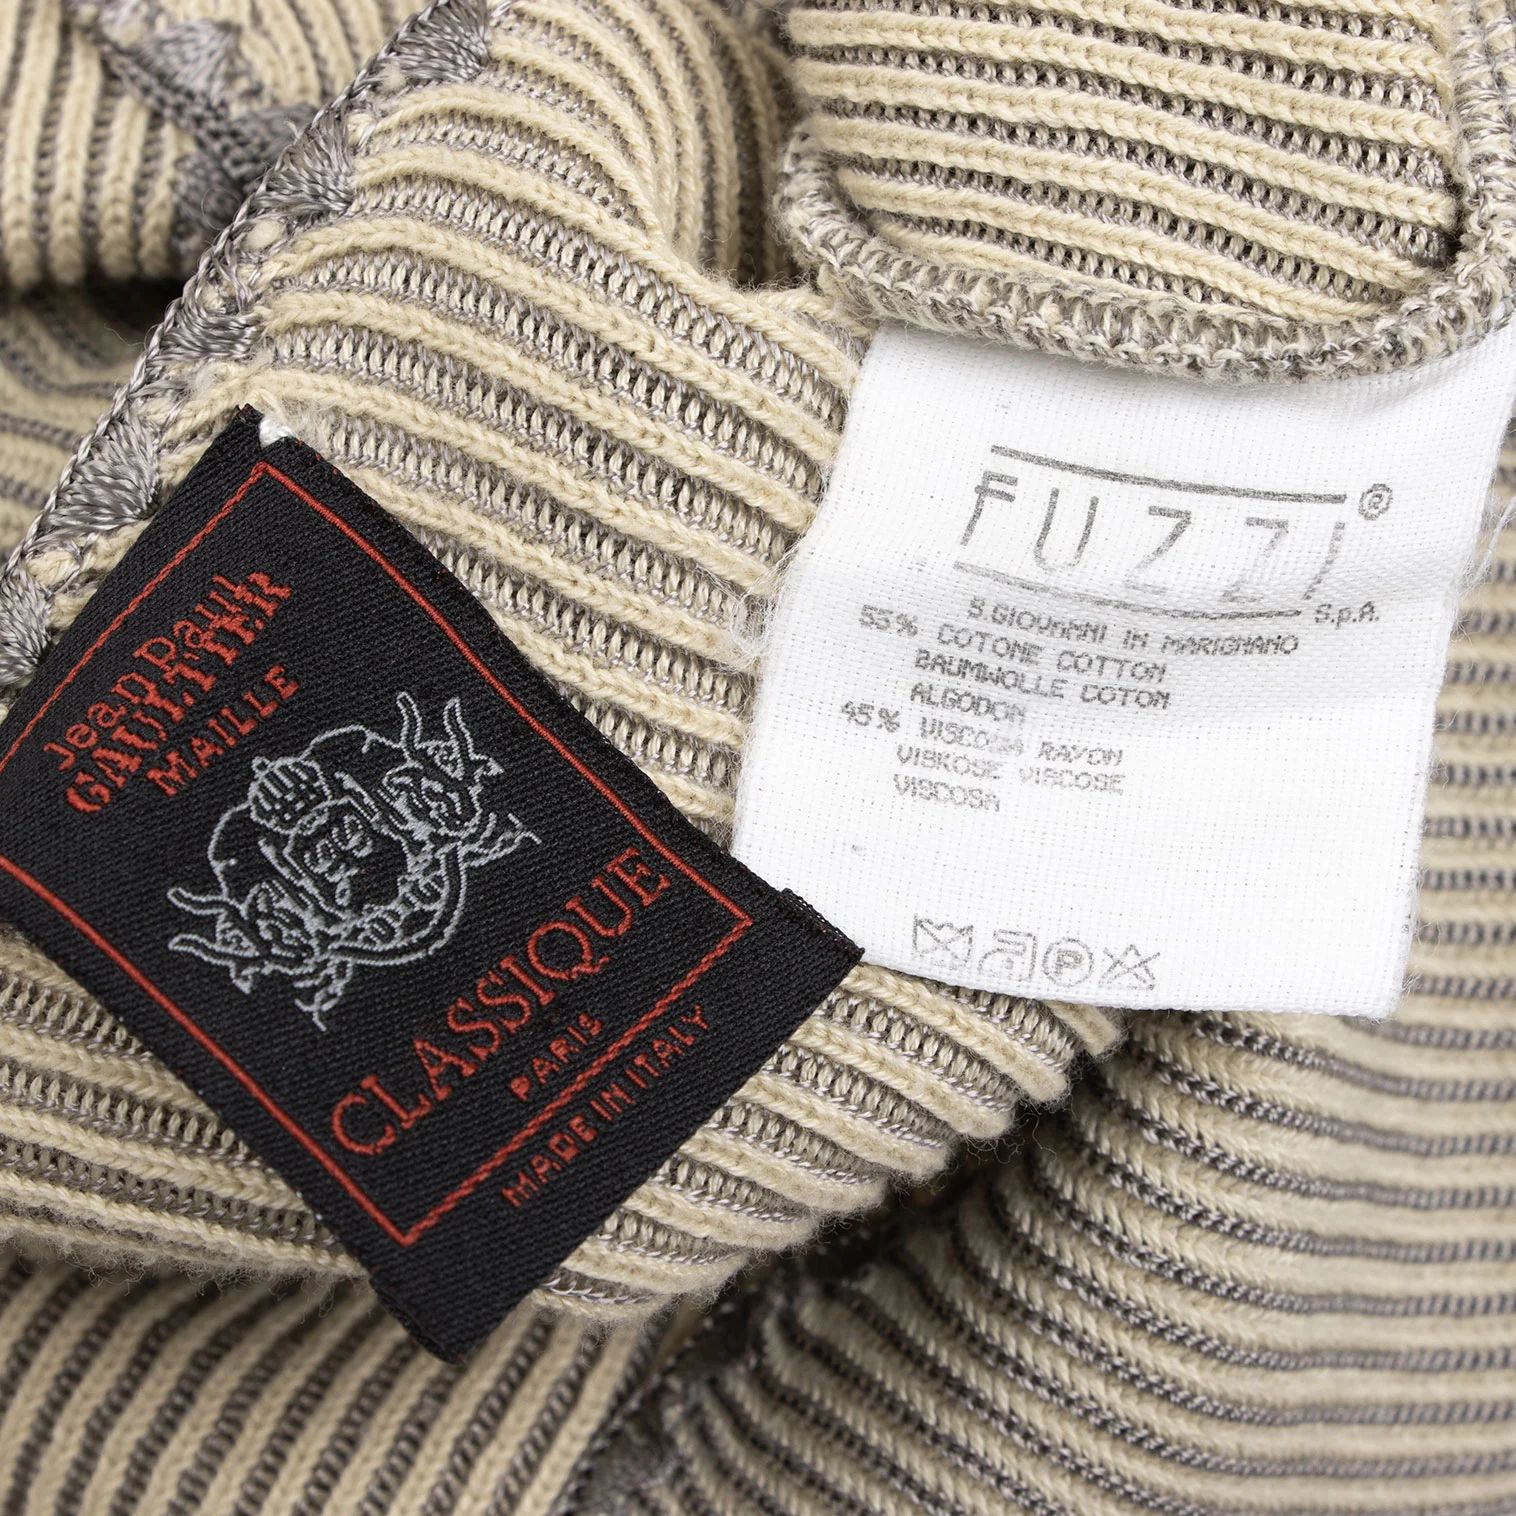 Jean Paul
GAULTIER
MAILLE
CLASSIQUE
PARIS
MADE IN ITALY
FUZZI®
S.p.A.
S.GIOVANNI IN MARIGNANO
55% COTONE COTTON
BAUMWOLLE COTON
ALGODON
45% VISCOSA RAYON
VISKOSE VISCOSE
VISCOSA
P